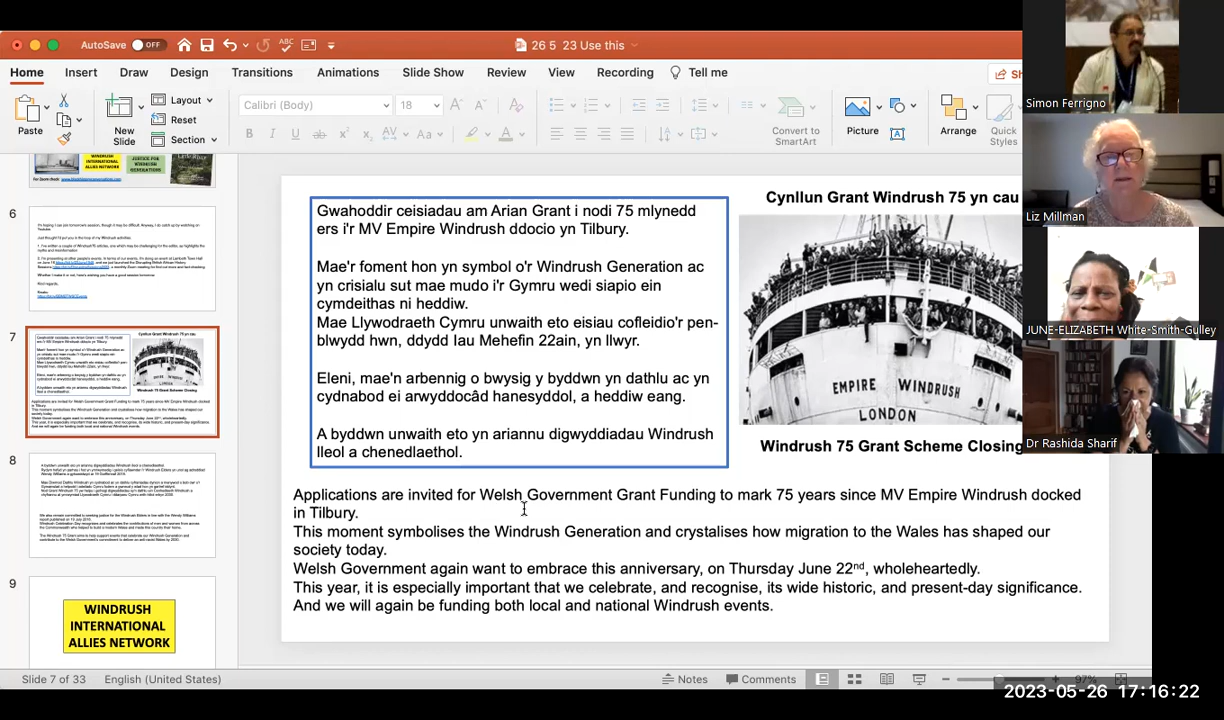 AutoSave OFF
26 5 23 Use this
Home Insert Draw Design Transitions Animations Slide Show Review View Recording Tell me
Paste
New
Slide
Layout
Reset
Section
Calibri (Body) 18
Convert to
SmartArt
Picture
Arrange
Quick
Styles
Simon Ferrigno
Liz Millman
JUNE-ELIZABETH White-Smith-Gulley
Dr Rashida Sharif
WINDRUSH
INTERNATIONAL
ALLIES NETWORK
6
7
8
9
WINDRUSH
INTERNATIONAL
ALLIES NETWORK
Cynllun Grant Windrush 75 yn cau
Gwahoddir ceisiadau am Arian Grant i nodi 75 mlynedd
ers i'r MV Empire Windrush ddocio yn Tilbury.
Mae'r foment hon yn symbol o'r Windrush Generation ac
yn crisialu sut mae mudo i'r Gymru wedi siapio ein
cymdeithas ni heddiw.
Mae Llywodraeth Cymru unwaith eto eisiau cofleidio'r pen-
blwydd hwn, ddydd Iau Mehefin 22ain, yn llwyr.
Eleni, mae'n arbennig o bwysig y byddwn yn dathlu ac yn
cydnabod ei arwyddocâd hanesyddol, a heddiw eang.
A byddwn unwaith eto yn ariannu digwyddiadau Windrush
lleol a chenedlaethol.
EMPIRE WINDRUSH
LONDON
Windrush 75 Grant Scheme Closing
Applications are invited for Welsh Government Grant Funding to mark 75 years since MV Empire Windrush docked
in Tilbury.
This moment symbolises the Windrush Generation and crystalises how migration to the Wales has shaped our
society today.
Welsh Government again want to embrace this anniversary, on Thursday June 22nd, wholeheartedly.
This year, it is especially important that we celebrate, and recognise, its wide historic, and present-day significance.
And we will again be funding both local and national Windrush events.
Slide 7 of 33 English (United States)
Notes Comments
97%
2023-05-26 17:16:22